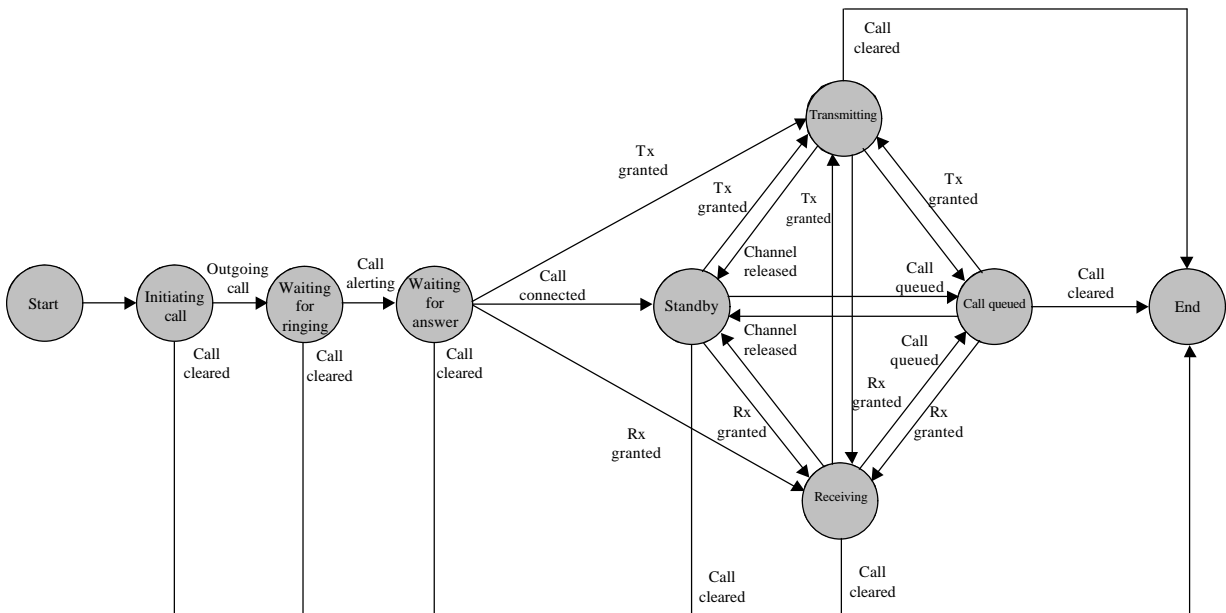 Call
cleared
Transmitting
Tx
granted
Tx
granted
Tx
granted
Tx
granted
Channel
released
Start
Initiating
call
Outgoing
call
Waiting
for
ringing
Call
alerting
Waiting
for
answer
Call
connected
Standby
Call
queued
Call queued
Call
cleared
End
Channel
released
Call
queued
Call
cleared
Call
cleared
Call
cleared
Rx
granted
Rx
granted
Rx
granted
Rx
granted
Receiving
Call
cleared
Call
cleared